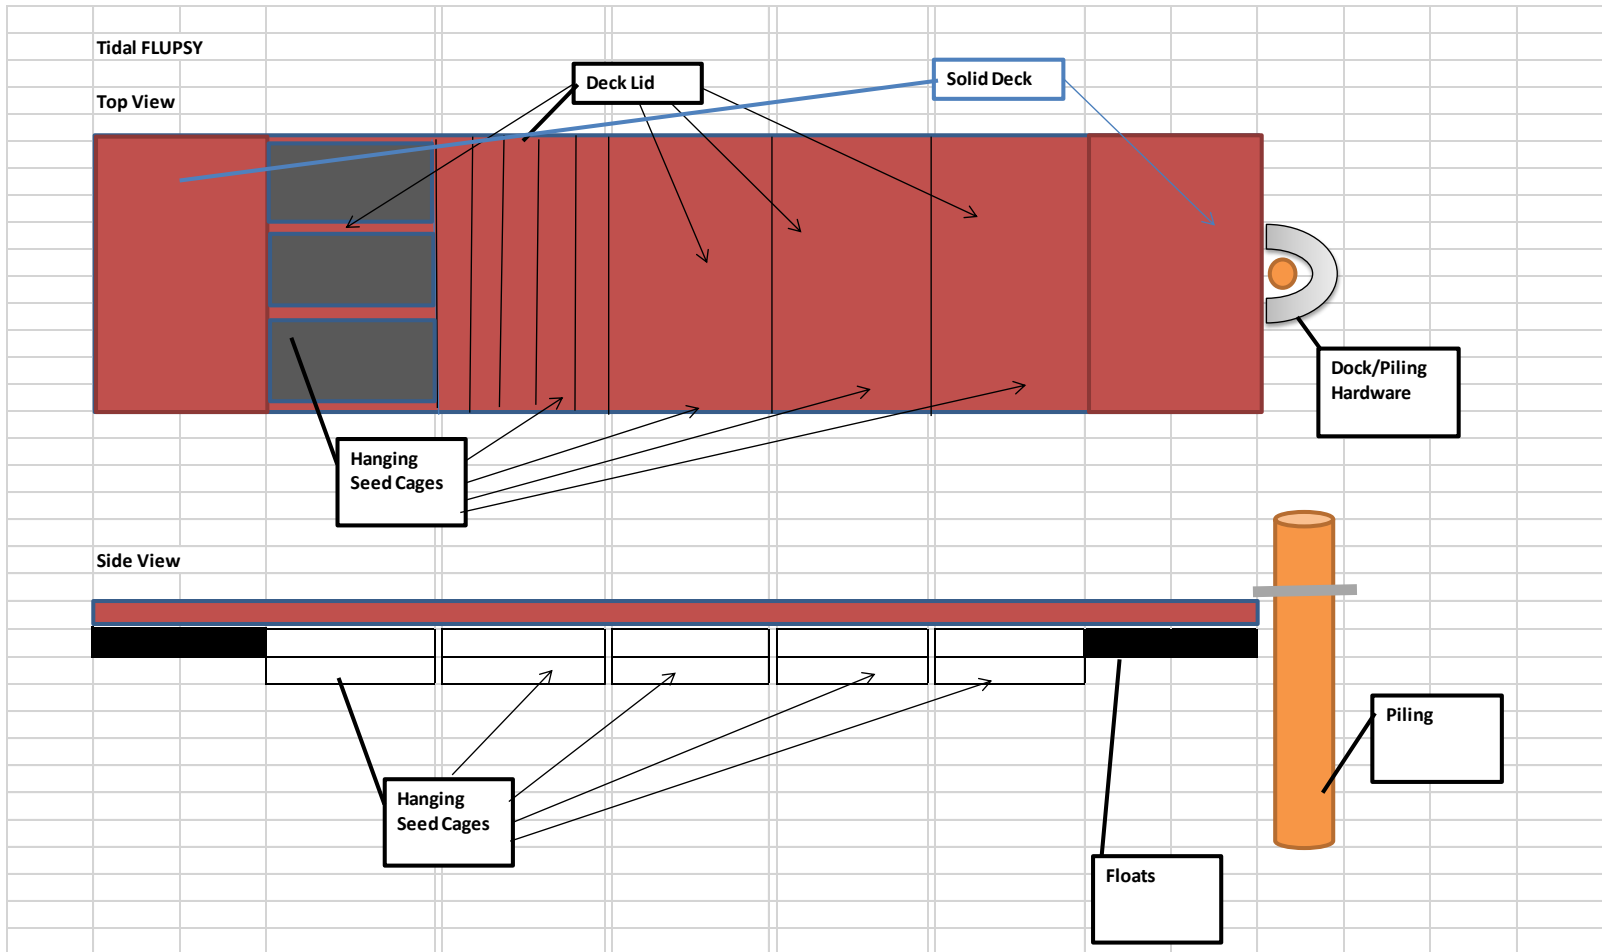 Tidal FLUPSY
Top View
Deck Lid
Solid Deck
Dock/Piling
Hardware
Hanging
Seed Cages
Side View
Piling
Hanging
Seed Cages
Floats